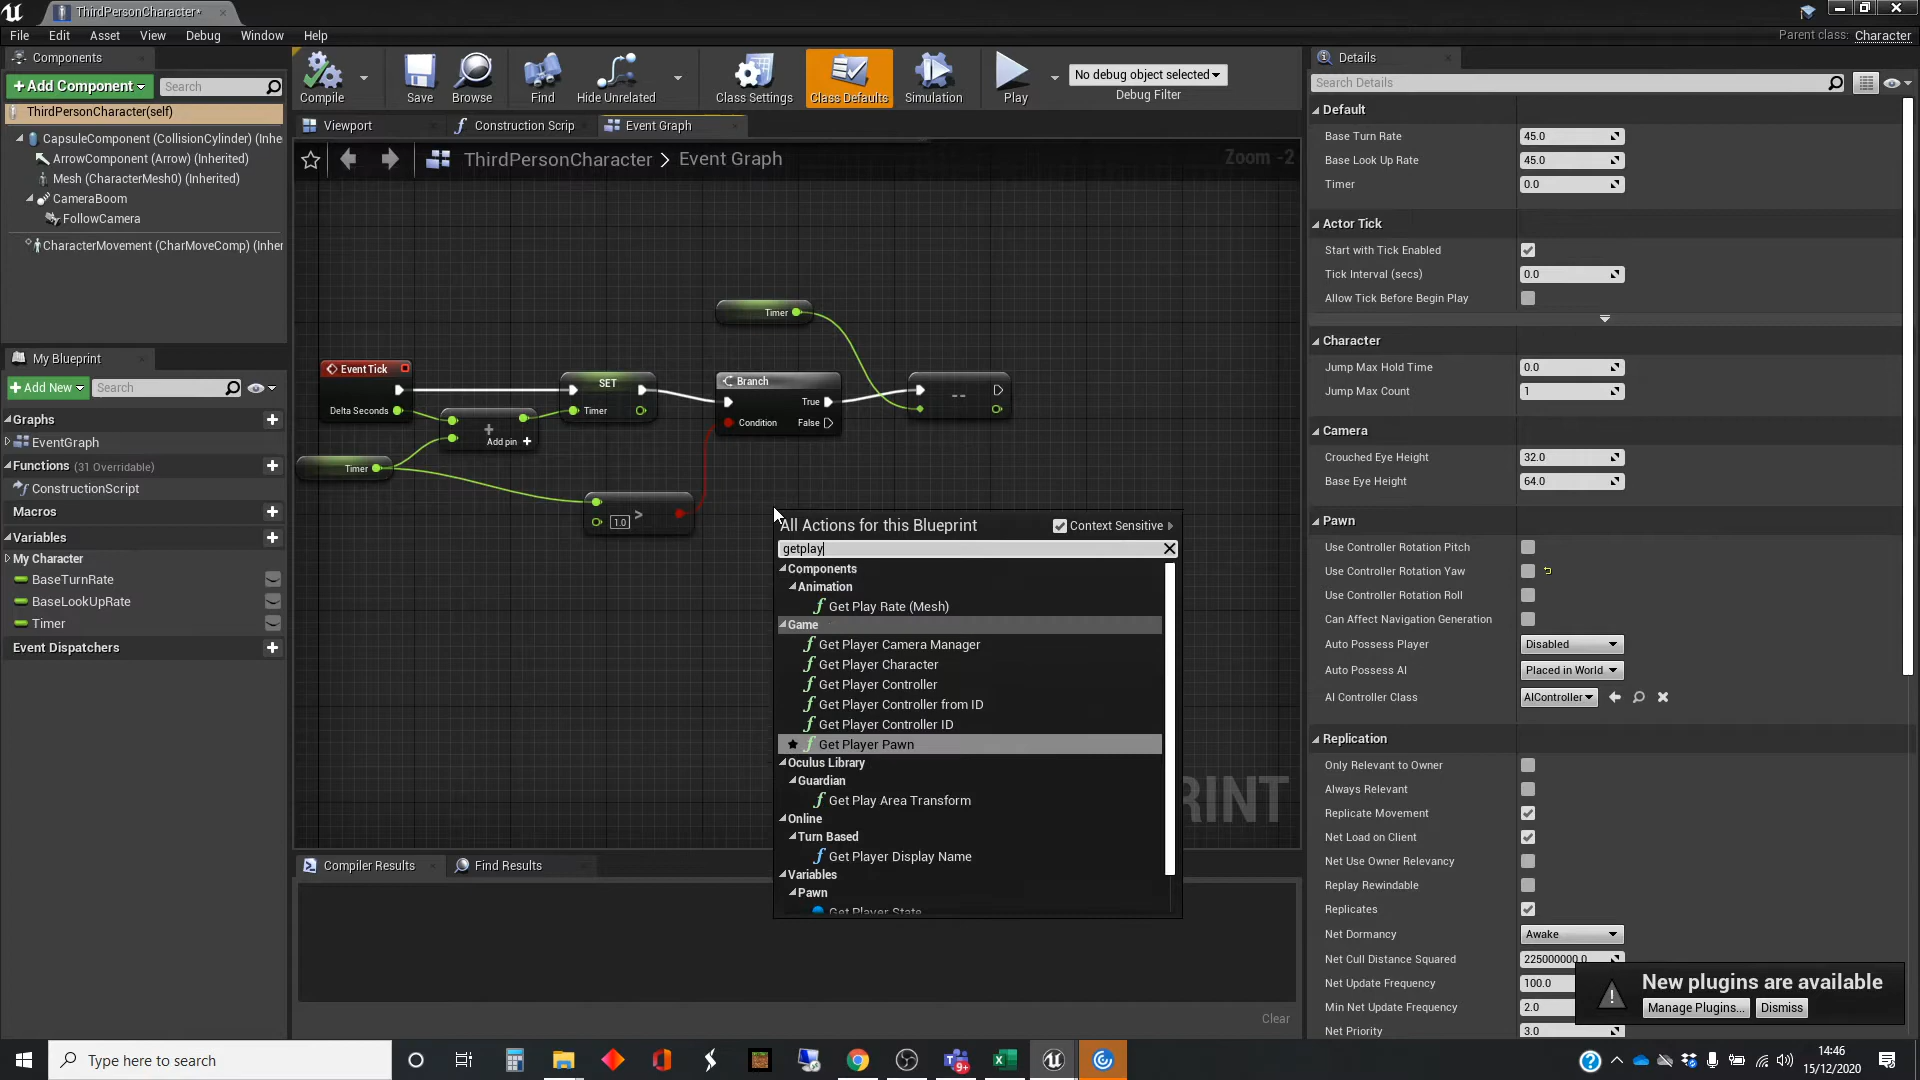 ThirdPersonCharacter*
File Edit Asset View Debug Window Help
Parent class: Character
Components
+Add Component
Search
ThirdPersonCharacter(self)
CapsuleComponent (CollisionCylinder) (Inhe
ArrowComponent (Arrow) (Inherited)
Mesh (CharacterMesh0) (Inherited)
CameraBoom
FollowCamera
CharacterMovement (CharMoveComp) (Inher
My Blueprint
+Add New
Search
Graphs
EventGraph
Functions (31 Overridable)
ConstructionScript
Macros
Variables
My Character
BaseTurnRate
BaseLookUpRate
Timer
Event Dispatchers
Compile
Save
Browse
Find
Hide Unrelated
Class Settings
Class Defaults
Simulation
Play
No debug object selected
Debug Filter
Viewport
Construction Scrip
Event Graph
ThirdPersonCharacter > Event Graph
Zoom -2
Timer
Event Tick
Delta Seconds
+
Add pin +
SET
Timer
Branch
True
Condition
False
--
Timer
1.0
>
All Actions for this Blueprint
Context Sensitive
getplay
Components
Animation
Get Play Rate (Mesh)
Game
Get Player Camera Manager
Get Player Character
Get Player Controller
Get Player Controller from ID
Get Player Controller ID
Get Player Pawn
Oculus Library
Guardian
Get Play Area Transform
Online
Turn Based
Get Player Display Name
Variables
Pawn
Get Player State
RINT
Compiler Results
Find Results
Clear
Details
Search Details
Default
Base Turn Rate 45.0
Base Look Up Rate 45.0
Timer 0.0
Actor Tick
Start with Tick Enabled
Tick Interval (secs) 0.0
Allow Tick Before Begin Play
Character
Jump Max Hold Time 0.0
Jump Max Count 1
Camera
Crouched Eye Height 32.0
Base Eye Height 64.0
Pawn
Use Controller Rotation Pitch
Use Controller Rotation Yaw
Use Controller Rotation Roll
Can Affect Navigation Generation
Auto Possess Player Disabled
Auto Possess AI Placed in World
AI Controller Class AIController
Replication
Only Relevant to Owner
Always Relevant
Replicate Movement
Net Load on Client
Net Use Owner Relevancy
Replay Rewindable
Replicates
Net Dormancy Awake
Net Cull Distance Squared 225000000.0
Net Update Frequency 100.0
Min Net Update Frequency 2.0
Net Priority 3.0
New plugins are available
Manage Plugins... Dismiss
Type here to search
9+
14:46
15/12/2020